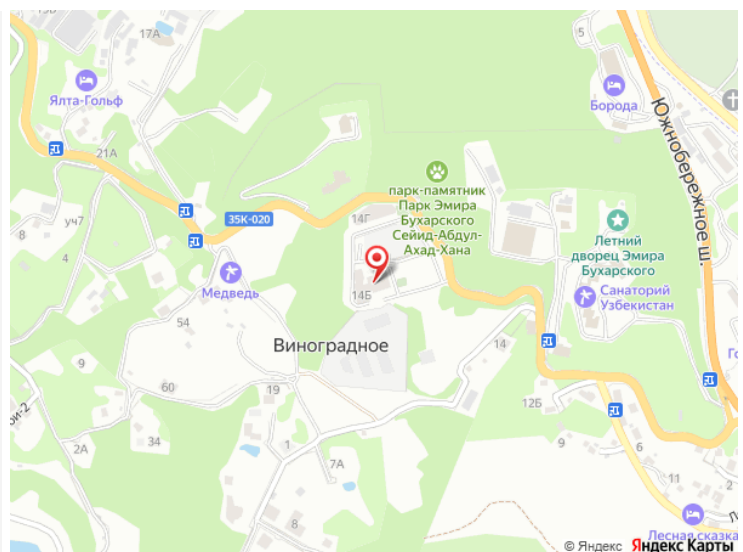 17А
5
Ялта-Гольф
Борода
Южнобережное ш.
21А
парк-памятник
Парк Эмира
Бухарского
Сейид-Абдул-
Ахад-Хана
уч7
8
35К-020
14Г
4
Летний
дворец Эмира
Бухарского
Медведь
14Б
Санаторий
Узбекистан
54
Виноградное
14
60
19
12Б
9
2А
34
1
6
7А
11
2
8
Лесная сказка
© Яндекс Яндекс Карты